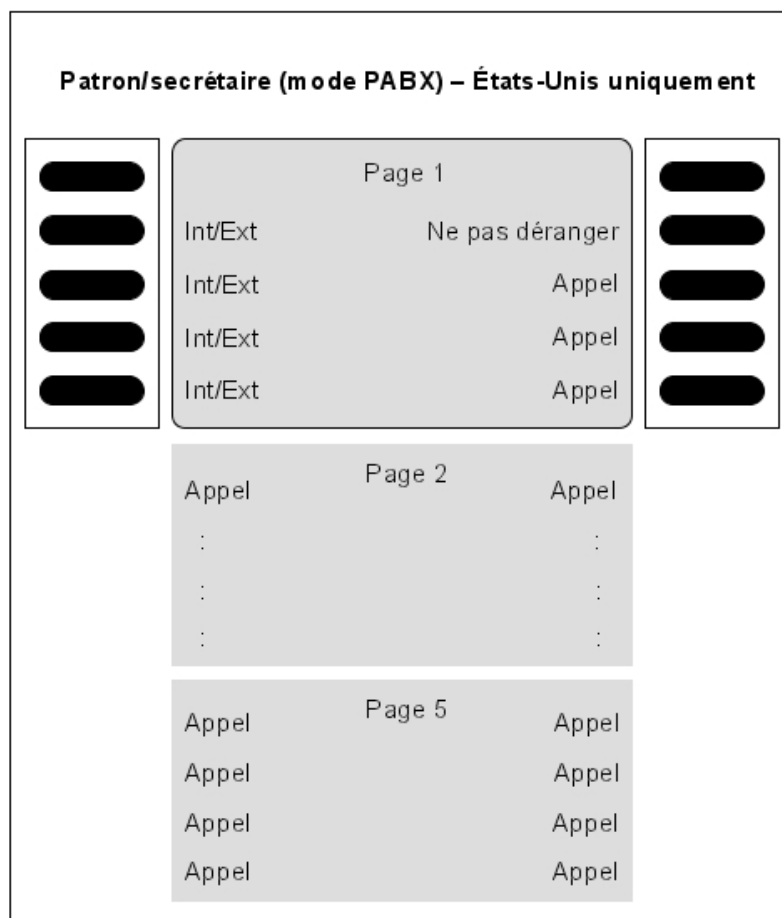 Patron/secrétaire (mode PABX) – États-Unis uniquement
Page 1
Int/Ext Ne pas déranger
Int/Ext Appel
Int/Ext Appel
Int/Ext Appel
Page 2
Appel Appel
: :
: :
: :
Page 5
Appel Appel
Appel Appel
Appel Appel
Appel Appel